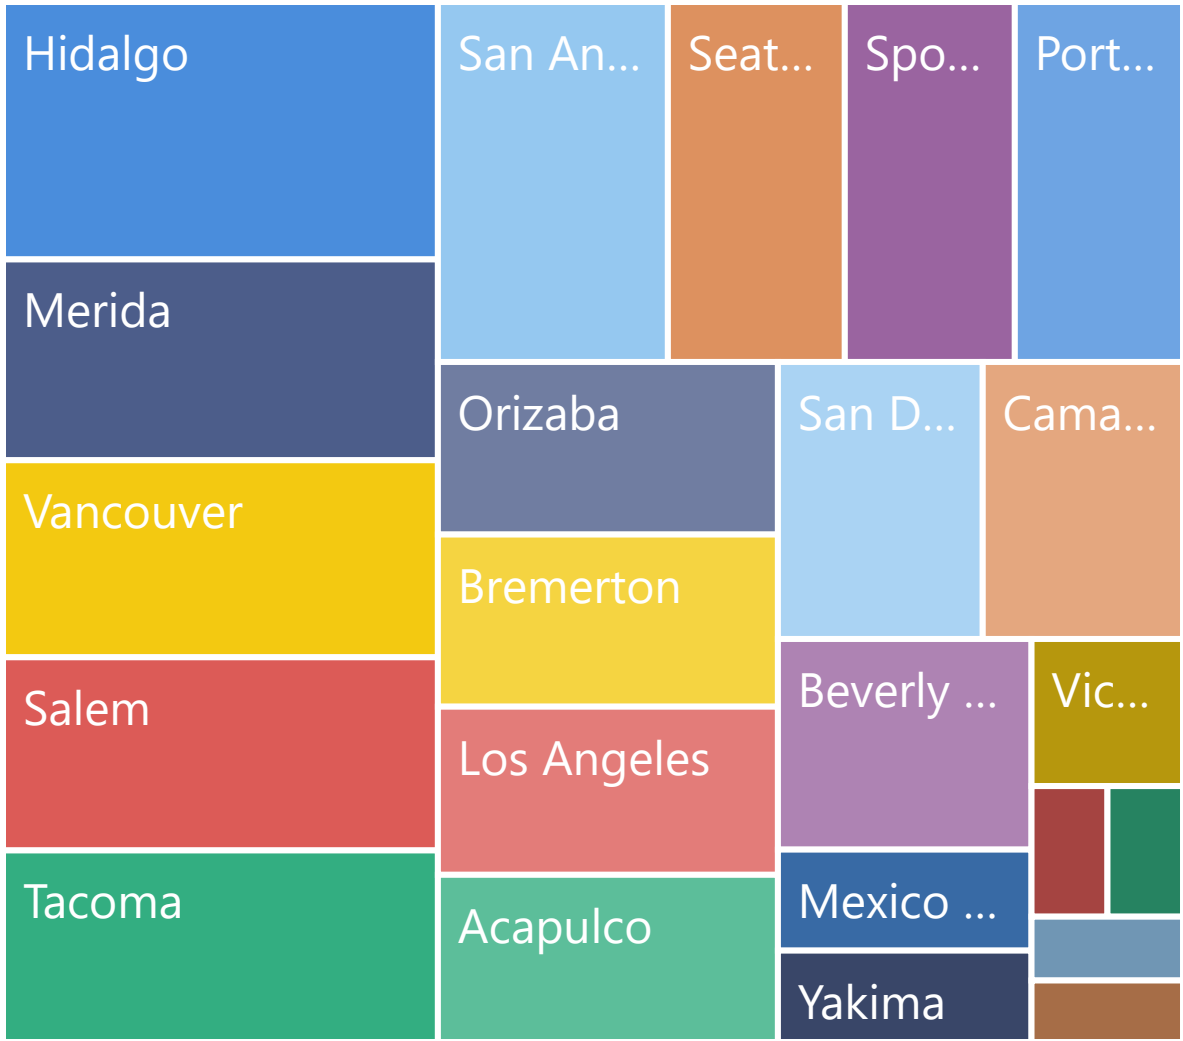 Hidalgo
Merida
Vancouver
Salem
Tacoma
San An...
Seat...
Spo...
Port...
Orizaba
Bremerton
Los Angeles
Acapulco
San D...
Cama...
Beverly ...
Vic...
Mexico ...
Yakima